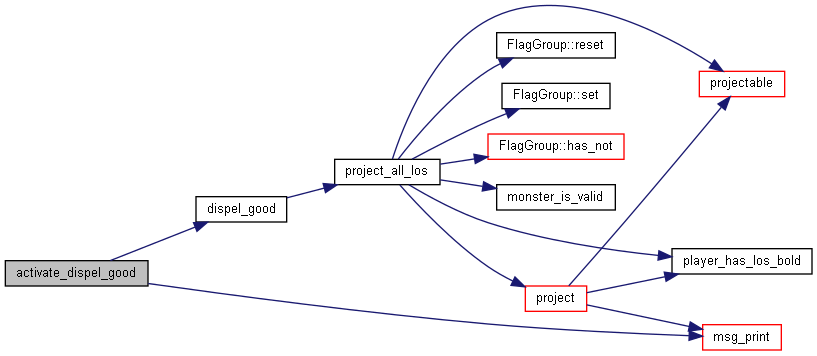 activate_dispel_good
dispel_good
project_all_los
FlagGroup::reset
FlagGroup::set
FlagGroup::has_not
monster_is_valid
project
projectable
player_has_los_bold
msg_print